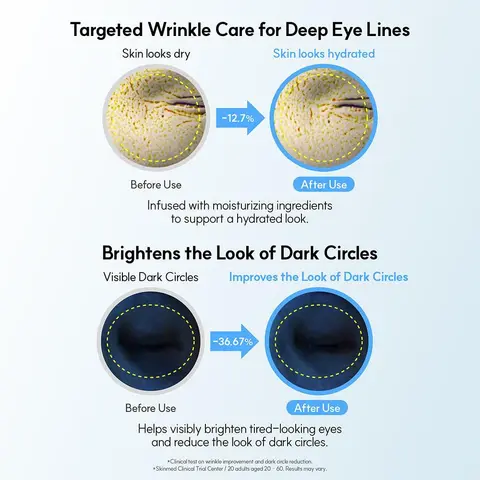 Targeted Wrinkle Care for Deep Eye Lines
Skin looks dry
Skin looks hydrated
-12.7%
Before Use
After Use
Infused with moisturizing ingredients
to support a hydrated look.
Brightens the Look of Dark Circles
Visible Dark Circles
Improves the Look of Dark Circles
-36.67%
Before Use
After Use
Helps visibly brighten tired-looking eyes
and reduce the look of dark circles.
*Clinical test on wrinkle improvement and dark circle reduction.
*Skinmed Clinical Trial Center / 20 adults aged 20 - 60. Results may vary.